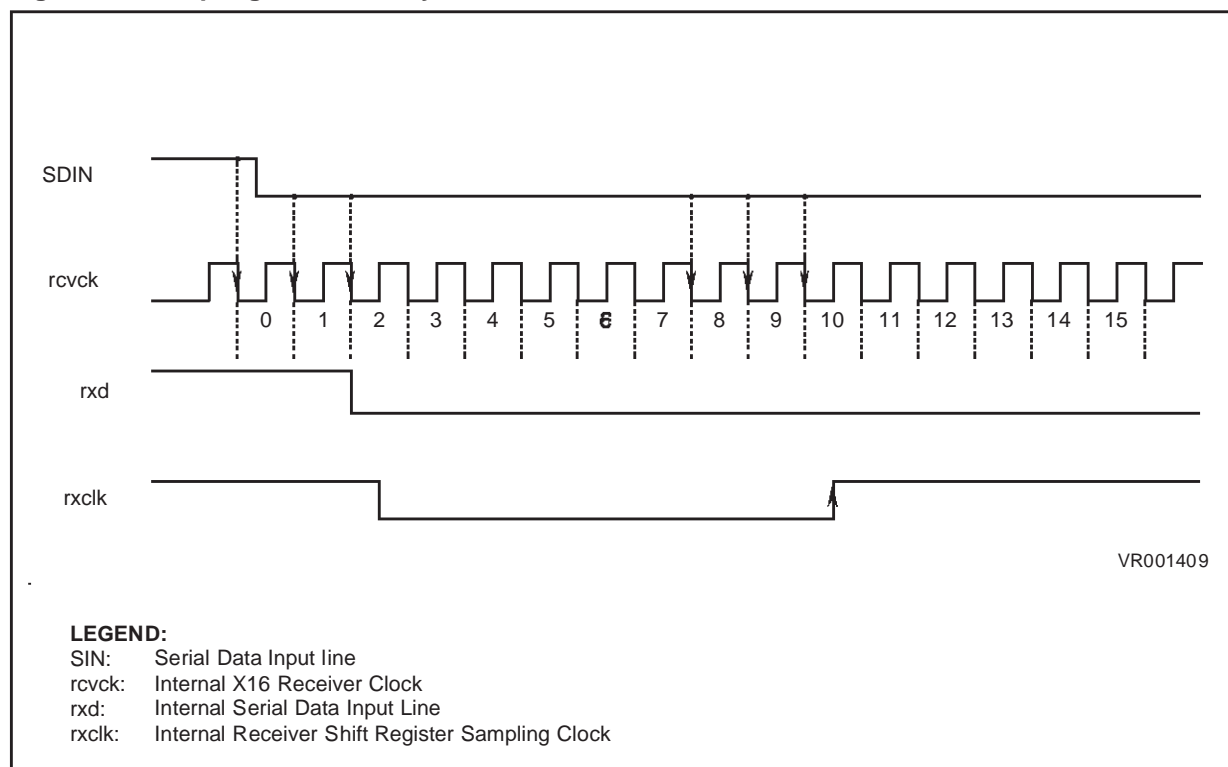 SDIN
rcvck
0 1 2 3 4 5 6 7 8 9 10 11 12 13 14 15
rxd
rxclk
VR001409
LEGEND:
SIN: Serial Data Input line
rcvck: Internal X16 Receiver Clock
rxd: Internal Serial Data Input Line
rxclk: Internal Receiver Shift Register Sampling Clock